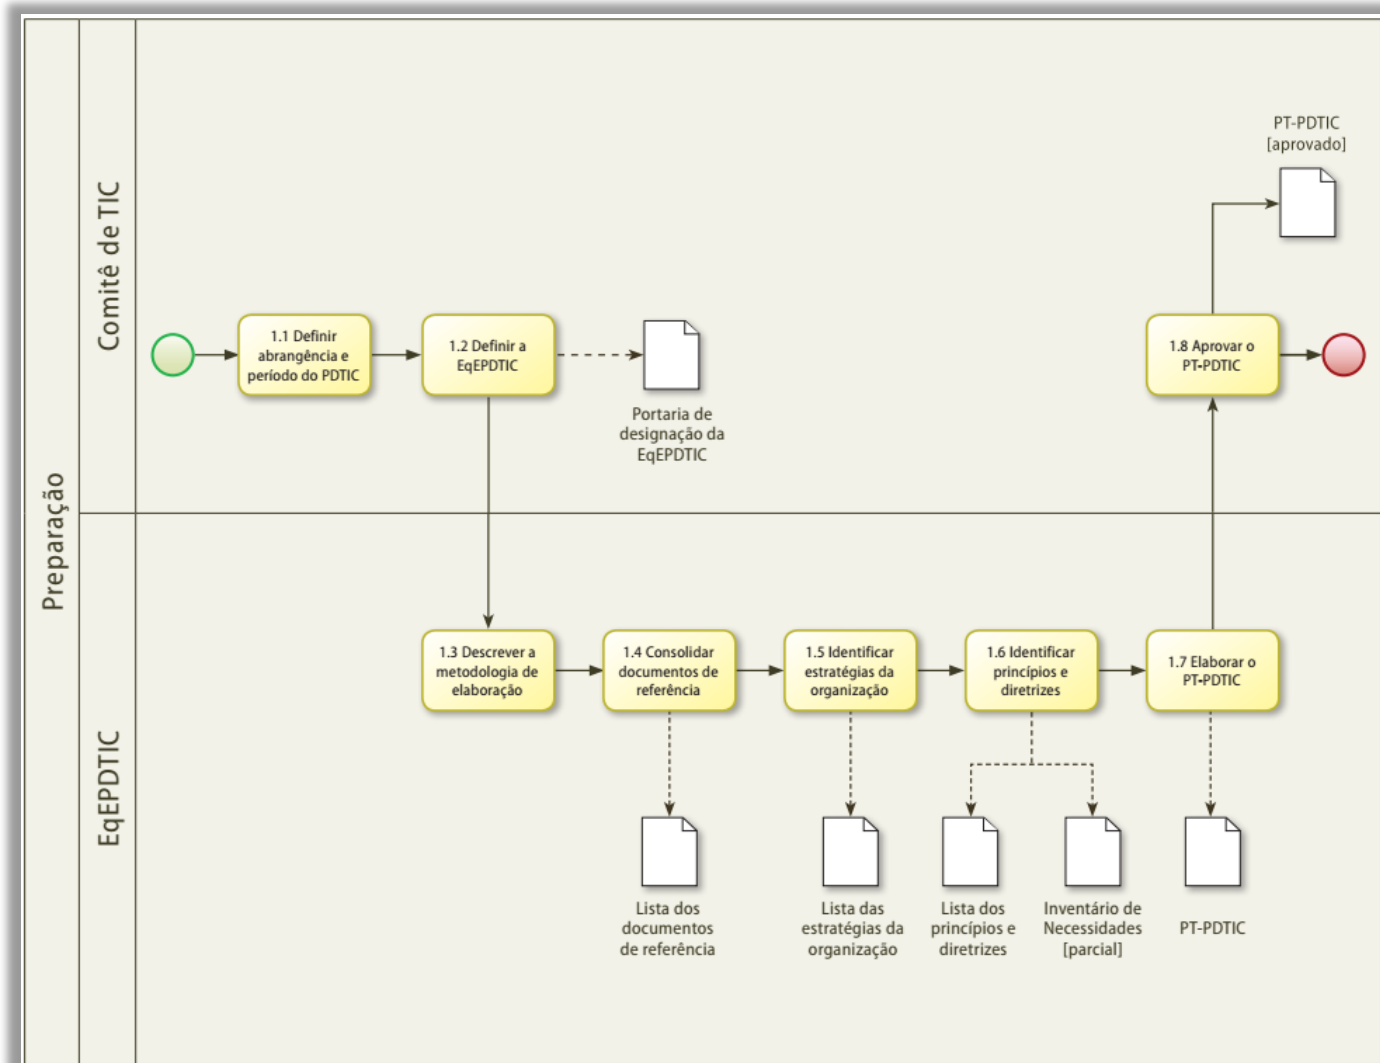 Preparação
Comitê de TIC
PT-PDTIC
[aprovado]
1.1 Definir
abrangência e
período do PDTIC
1.2 Definir a
EqEPDTIC
Portaria de
designação da
EqEPDTIC
1.8 Aprovar o
PT-PDTIC
EqEPDTIC
1.3 Descrever a
metodologia de
elaboração
1.4 Consolidar
documentos de
referência
1.5 Identificar
estratégias da
organização
1.6 Identificar
princípios e
diretrizes
1.7 Elaborar o
PT-PDTIC
Lista dos
documentos
de referência
Lista das
estratégias da
organização
Lista dos
princípios e
diretrizes
Inventário de
Necessidades
[parcial]
PT-PDTIC